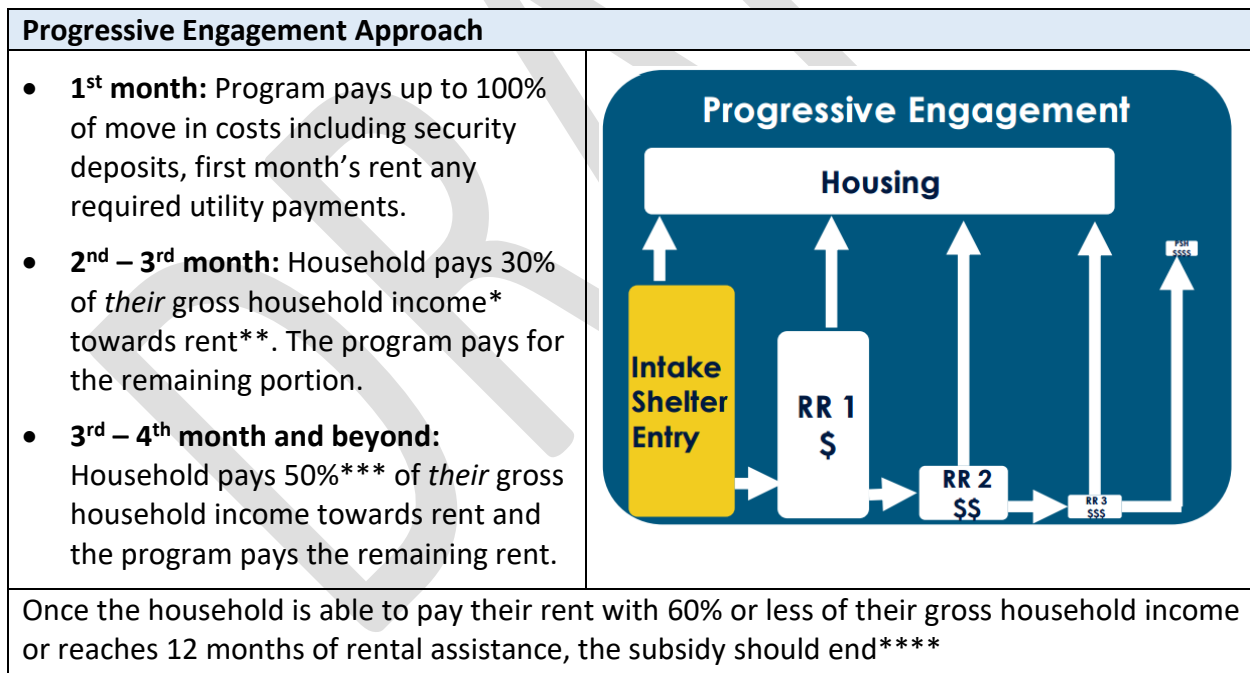 Progressive Engagement Approach
• 1st month: Program pays up to 100%
of move in costs including security
deposits, first month’s rent any
required utility payments.
• 2nd – 3rd month: Household pays 30%
of their gross household income*
towards rent**. The program pays for
the remaining portion.
• 3rd – 4th month and beyond:
Household pays 50%*** of their gross
household income towards rent and
the program pays the remaining rent.
Progressive Engagement
Housing
PSH
$$$$
Intake
Shelter
Entry
RR 1
$
RR 2
$$
RR 3
$$$
Once the household is able to pay their rent with 60% or less of their gross household income
or reaches 12 months of rental assistance, the subsidy should end****